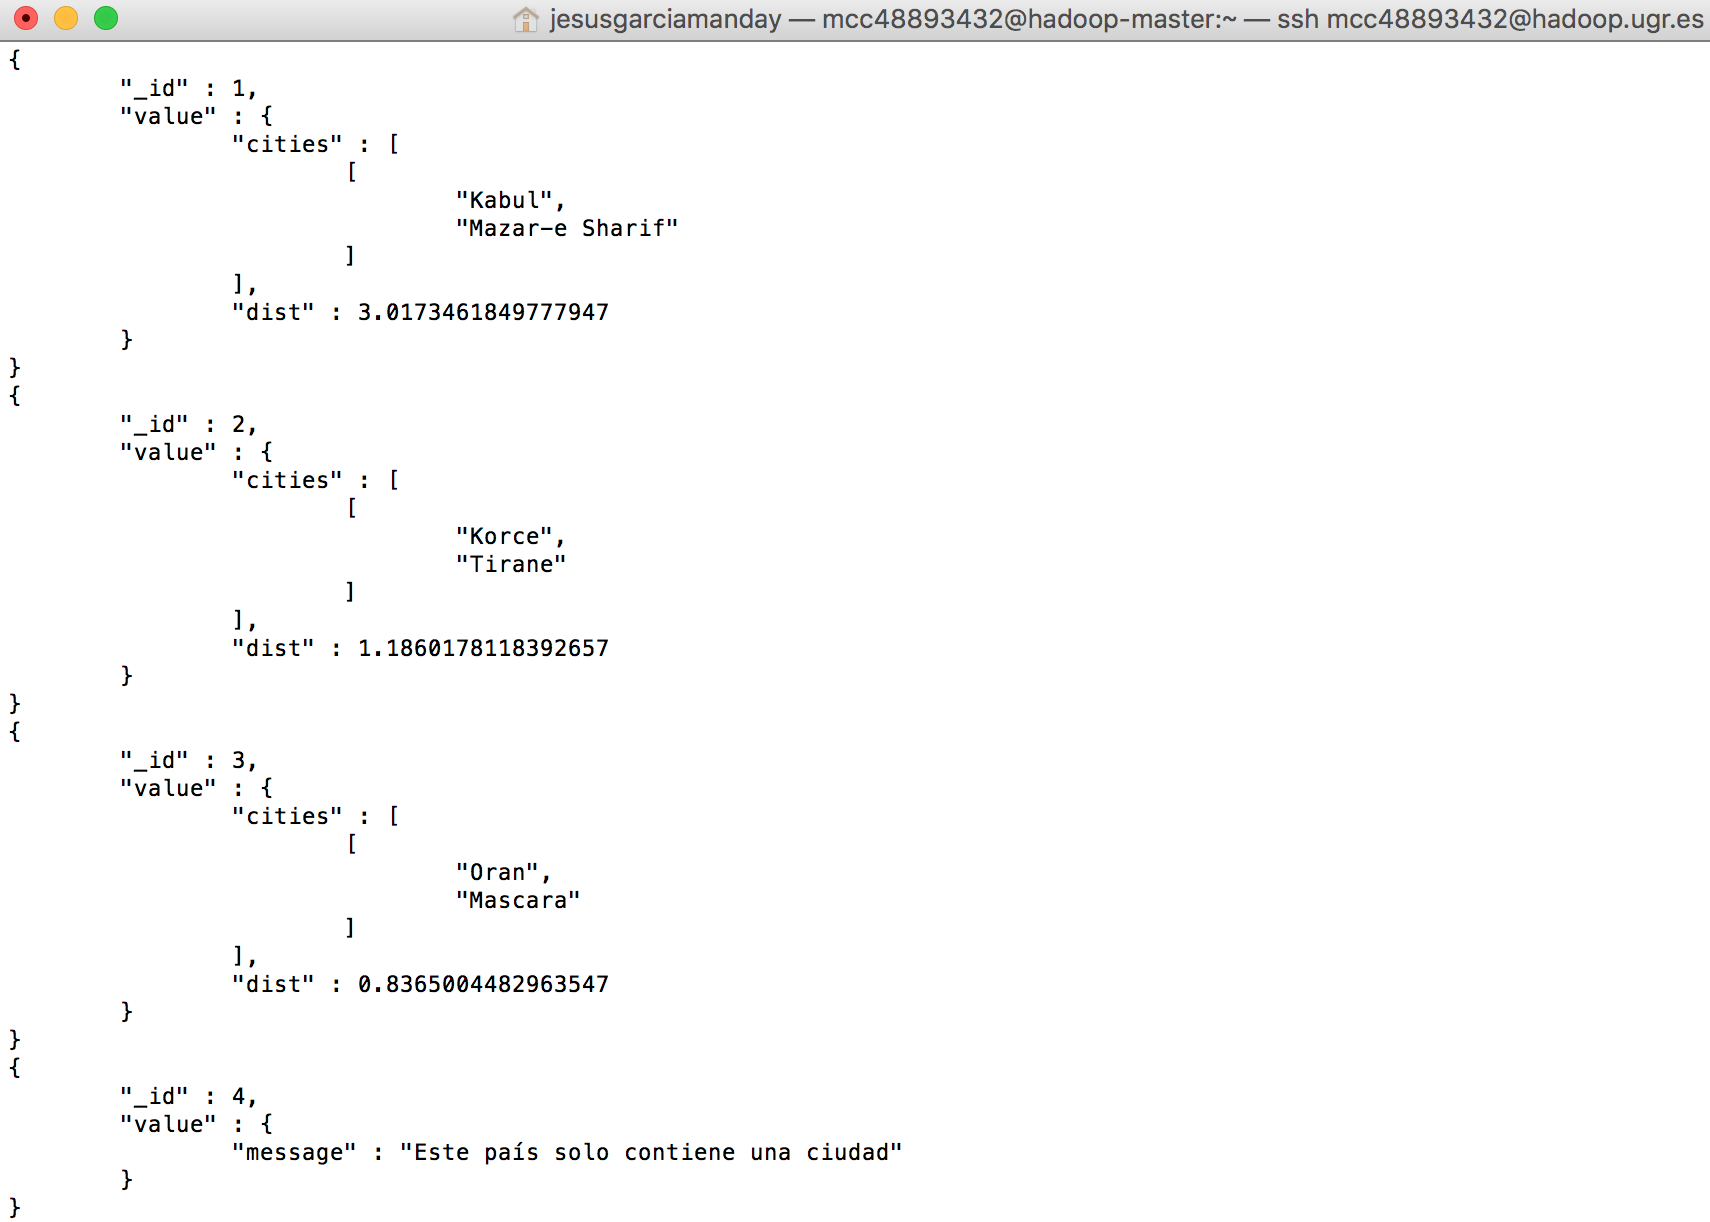 jesusgarciamanday — mcc48893432@hadoop-master:~ — ssh mcc48893432@hadoop.ugr.es
{
"_id" : 1,
"value" : {
"cities" : [
[
"Kabul",
"Mazar-e Sharif"
]
],
"dist" : 3.0173461849777947
}
}
{
"_id" : 2,
"value" : {
"cities" : [
[
"Korce",
"Tirane"
]
],
"dist" : 1.1860178118392657
}
}
{
"_id" : 3,
"value" : {
"cities" : [
[
"Oran",
"Mascara"
]
],
"dist" : 0.8365004482963547
}
}
{
"_id" : 4,
"value" : {
"message" : "Este país solo contiene una ciudad"
}
}